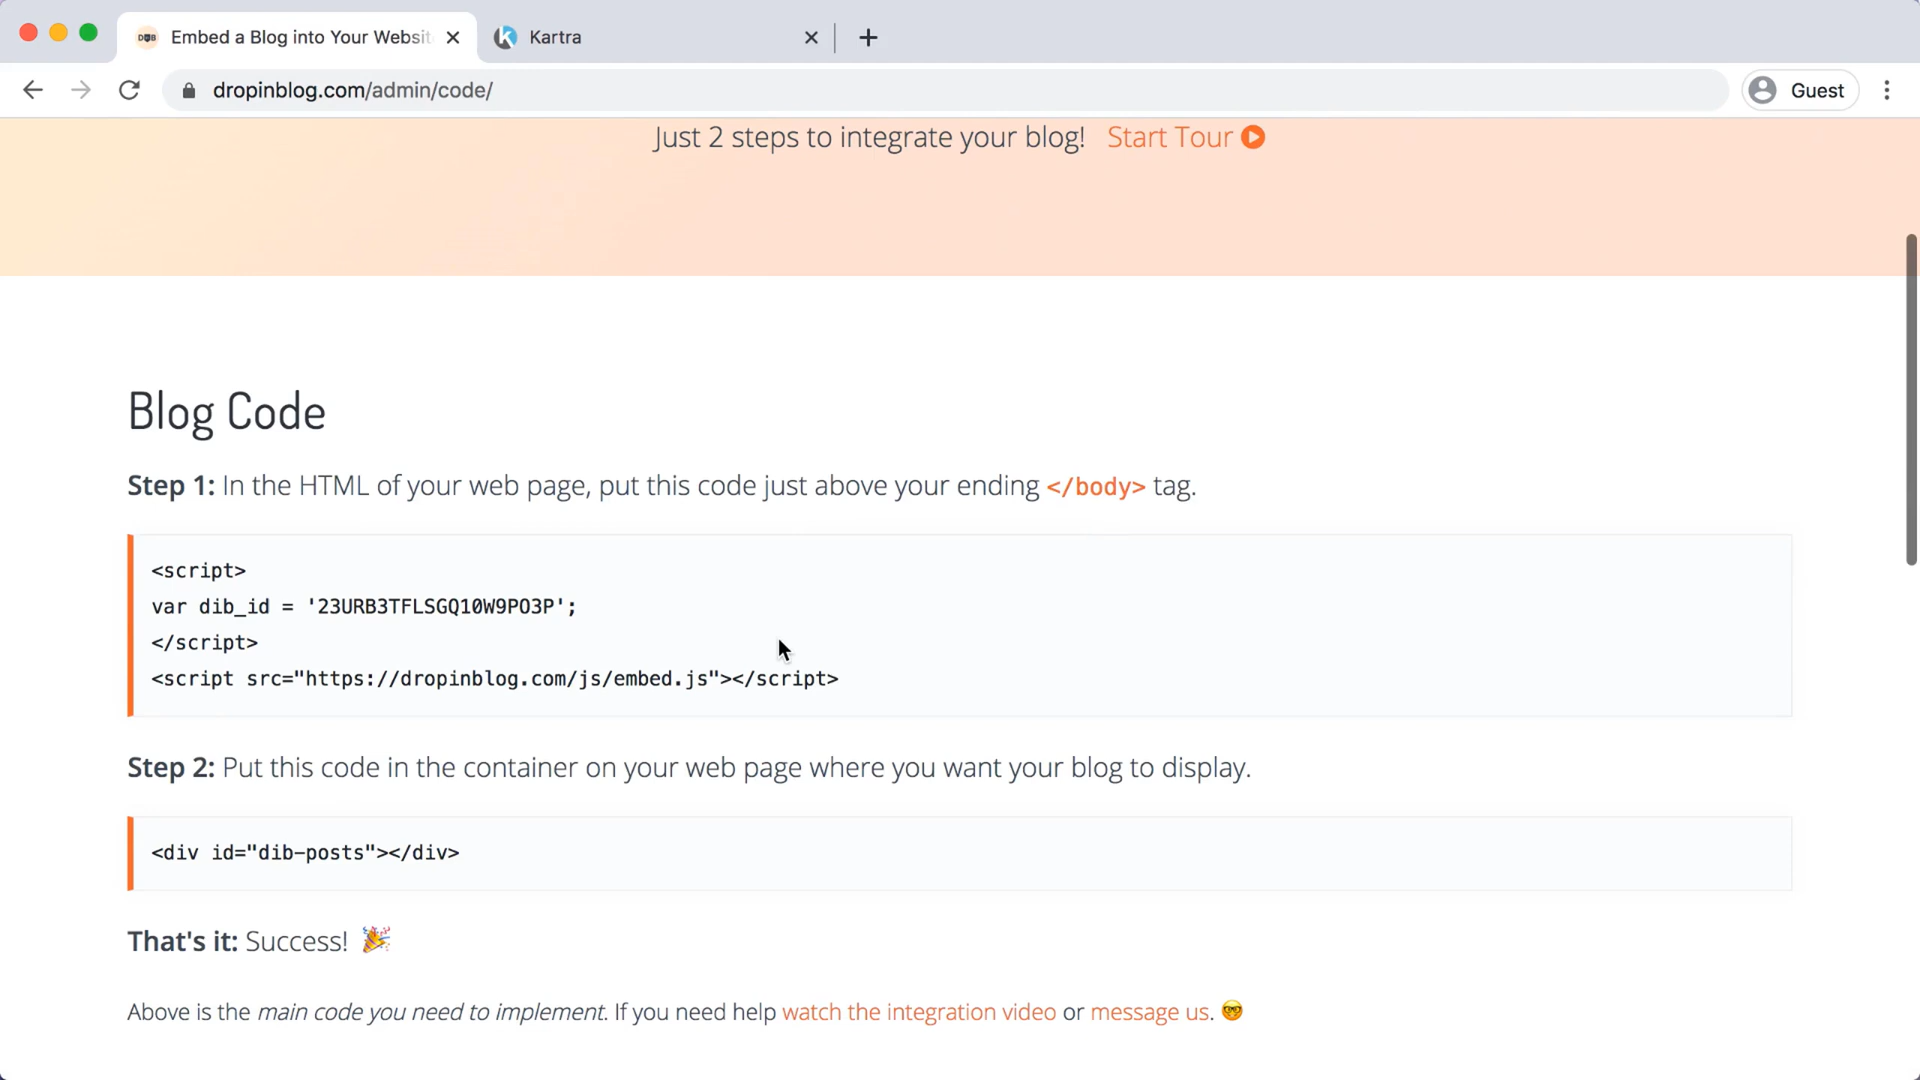 Embed a Blog into Your Websit
Kartra
dropinblog.com/admin/code/
Guest
Just 2 steps to integrate your blog! Start Tour
Blog Code
Step 1: In the HTML of your web page, put this code just above your ending </body> tag.
<script>
var dib_id = '23URB3TFLSGQ10W9PO3P';
</script>
<script src="https://dropinblog.com/js/embed.js"></script>
Step 2: Put this code in the container on your web page where you want your blog to display.
<div id="dib-posts"></div>
That's it: Success! 🎉
Above is the main code you need to implement. If you need help watch the integration video or message us. 🤓